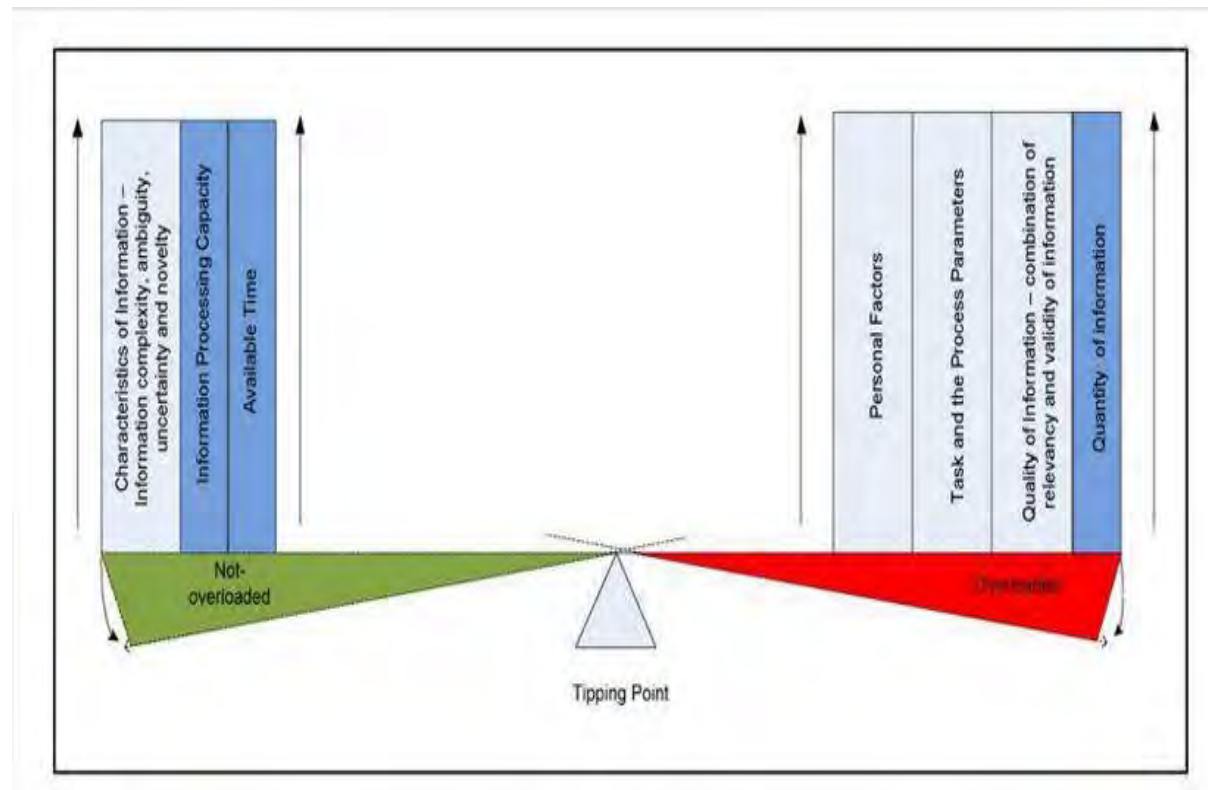 Characteristics of Information –
Information complexity, ambiguity,
uncertainty and novelty
Information Processing Capacity
Available Time
Personal Factors
Task and the Process Parameters
Quality of Information – combination of
relevancy and validity of information
Quantity of information
Not-
overloaded
Overloaded
Tipping Point